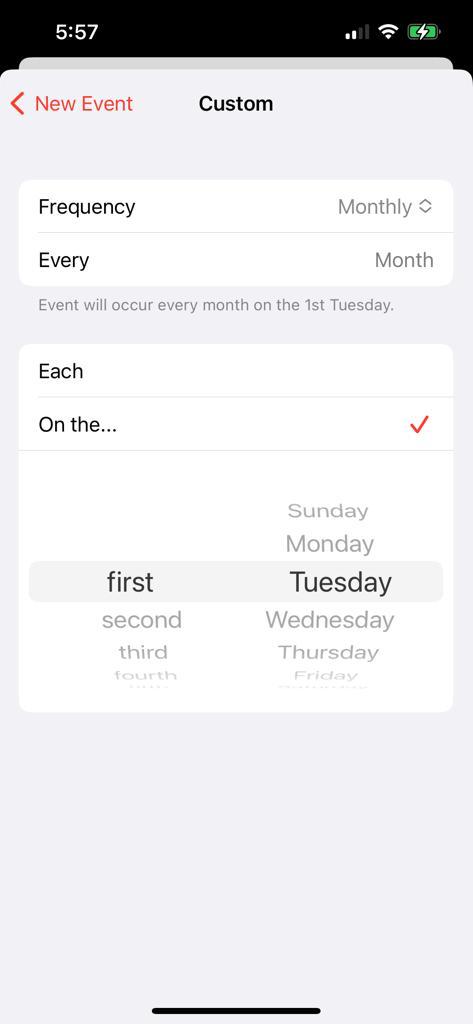 5:57
New Event Custom
Frequency Monthly
Every Month
Event will occur every month on the 1st Tuesday.
Each
On the...
Sunday
Monday
first Tuesday
second Wednesday
third Thursday
fourth Friday